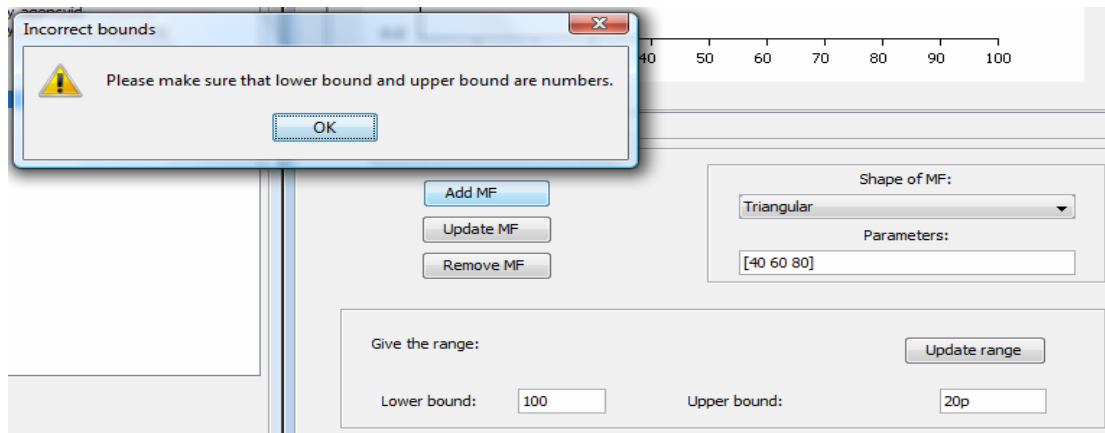 Incorrect bounds
Please make sure that lower bound and upper bound are numbers.
OK
40 50 60 70 80 90 100
Add MF
Update MF
Remove MF
Shape of MF:
Triangular
Parameters:
[40 60 80]
Give the range:
Update range
Lower bound: 100 Upper bound: 20p